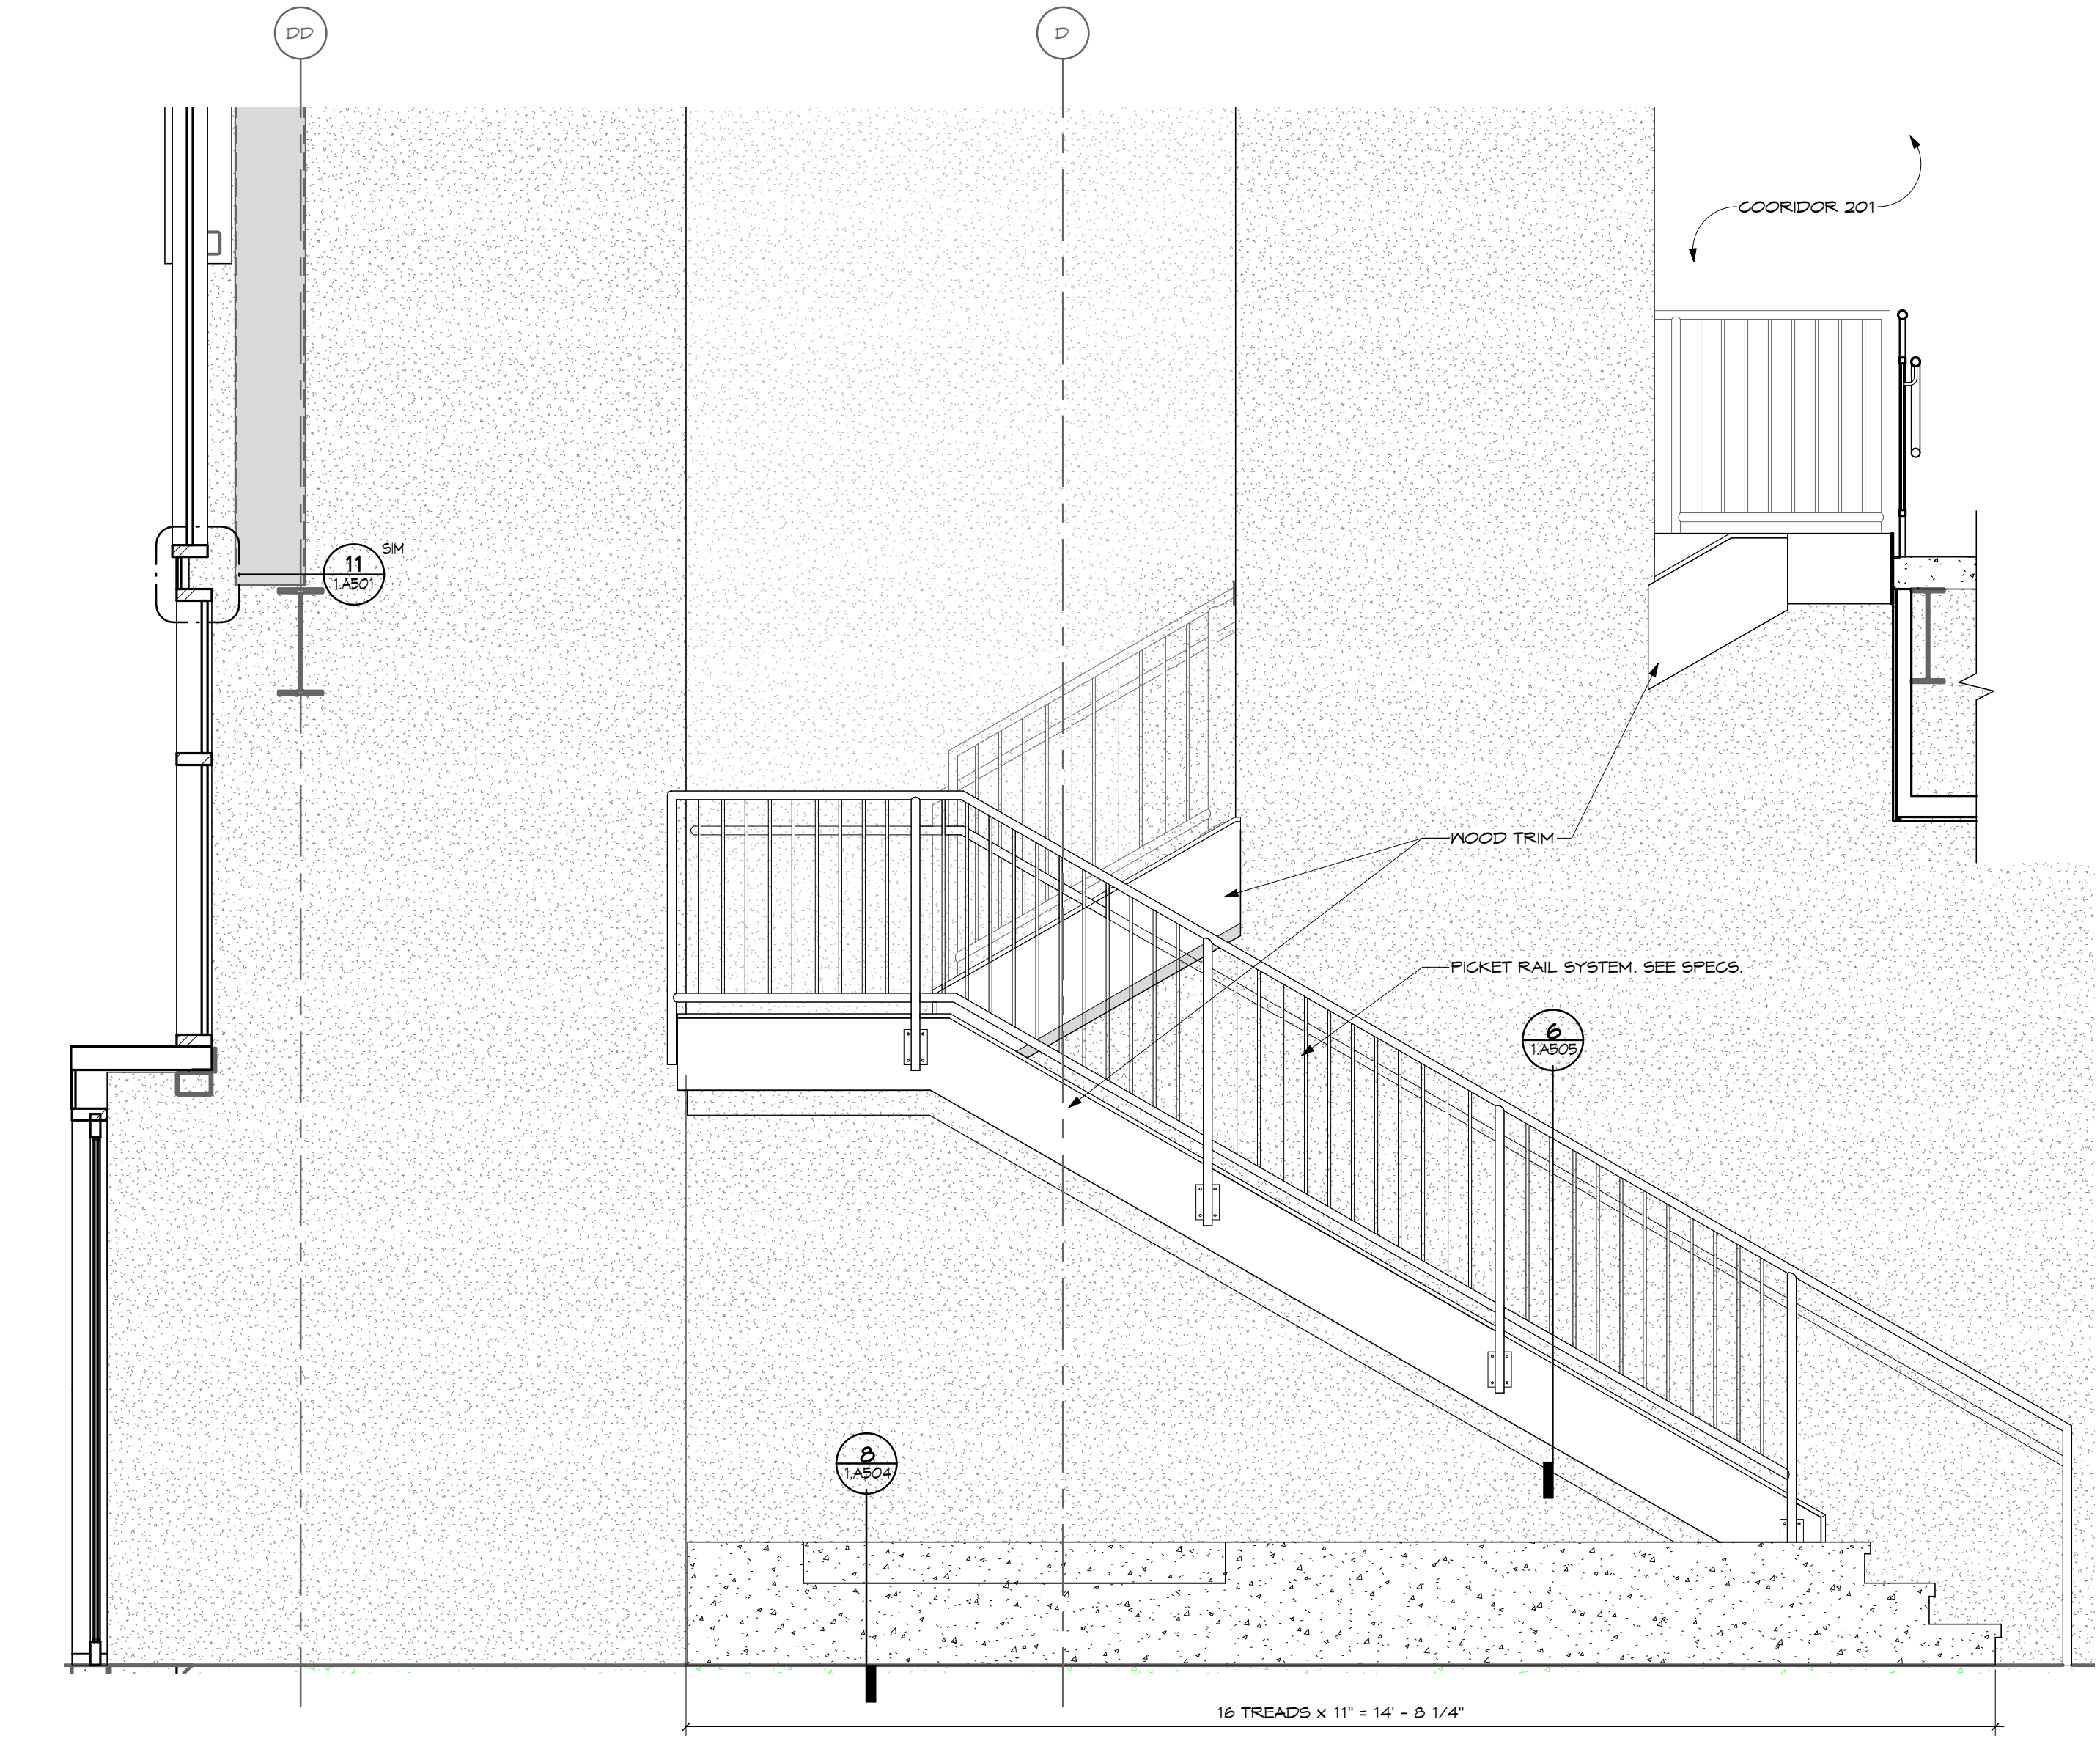 DD
D
COORIDOR 201
11
1.A501
SIM
WOOD TRIM
PICKET RAIL SYSTEM. SEE SPECS.
6
1.A505
8
1.A504
16 TREADS x 11" = 14' - 8 1/4"